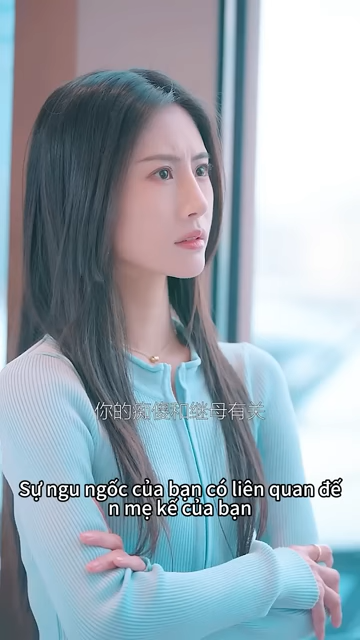 你的痴傻和继母有关
Sự ngu ngốc của bạn có liên quan đế
n mẹ kế của bạn